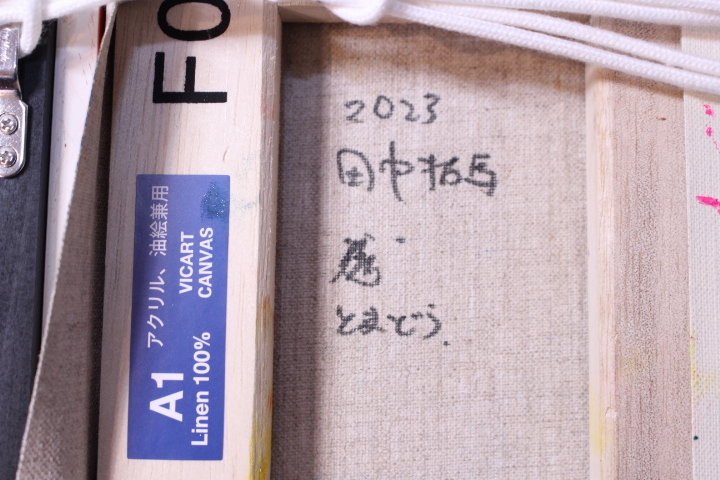 FO
A1 アクリル、油絵兼用
Linen 100% VICART
CANVAS
2023
田中拓馬
とまどう.